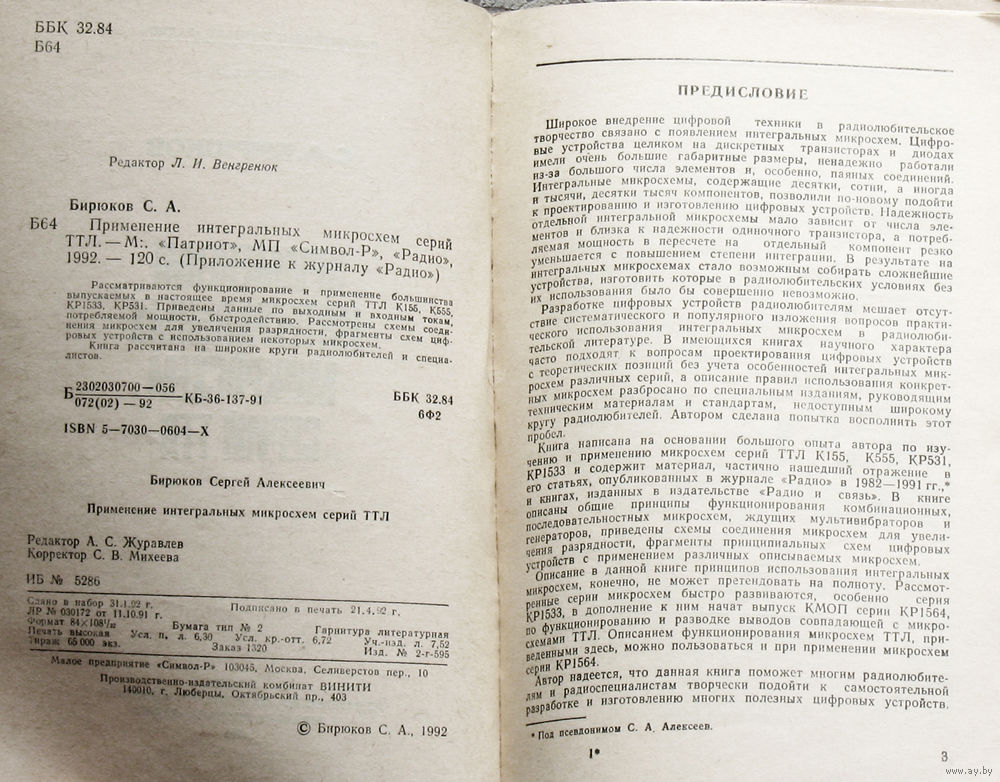 ББК 32.84
Б64
Редактор Л. И. Венгренюк
Бирюков С. А.
Б64 Применение интегральных микросхем серий
ТТЛ. — М:. «Патриот», МП «Символ-Р», «Радио»,
1992. — 120 с. (Приложение к журналу «Радио»)
Рассматриваются функционирование и применение большинства
выпускаемых в настоящее время микросхем серий ТТЛ К155, К555,
КР1533, КР531. Приведены данные по выходным и входным токам,
потребляемой мощности, быстродействию. Рассмотрены схемы соеди-
нения микросхем для увеличения разрядности, фрагменты схем циф-
ровых устройств с использованием некоторых микросхем.
Книга рассчитана на широкие круги радиолюбителей и специа-
листов.
Б 2302030700—056
072(02)—92 КБ-36-137-91
ББК 32.84
6Ф2
ISBN 5—7030—0604—X
Бирюков Сергей Алексеевич
Применение интегральных микросхем серий ТТЛ
Редактор А. С. Журавлев
Корректор С. В. Михеева
ИБ № 5286
Сдано в набор 31.1.92 г. Подписано в печать 21.4.92 г.
ЛР № 030172 от 11.10.91 г.
Формат 84×108¹/₃₂ Бумага тип № 2 Гарнитура литературная
Печать высокая Усл. п, л. 6,30 Усл. кр.-отт. 6,72 Уч.-изд. л. 7,52
Тираж 65 000 экз. Заказ 1320 Изд. № 2-г-595
Малое предприятие «Символ-Р» 103045, Москва, Селиверстов пер., 10
Производственно-издательский комбинат ВИНИТИ
140010, г. Люберцы, Октябрьский пр., 403
© Бирюков С. А., 1992
ПРЕДИСЛОВИЕ
Широкое внедрение цифровой техники в радиолюбительское
творчество связано с появлением интегральных микросхем. Цифро-
вые устройства целиком на дискретных транзисторах и диодах
имели очень большие габаритные размеры, ненадежно работали
из-за большого числа элементов и, особенно, паяных соединений.
Интегральные микросхемы, содержащие десятки, сотни, а иногда
и тысячи, десятки тысяч компонентов, позволили по-новому подойти
к проектированию и изготовлению цифровых устройств. Надежность
отдельной интегральной микросхемы мало зависит от числа эле-
ментов и близка к надежности одиночного транзистора, а потреб-
ляемая мощность в пересчете на отдельный компонент резко
уменьшается с повышением степени интеграции. В результате на
интегральных микросхемах стало возможным собирать сложнейшие
устройства, изготовить которые в радиолюбительских условиях без
их использования было бы совершенно невозможно.
Разработке цифровых устройств радиолюбителям мешает отсут-
ствие систематического и популярного изложения вопросов практи-
ческого использования интегральных микросхем в радиолюби-
тельской литературе. В имеющихся книгах научного характера
часто подходят к вопросам проектирования цифровых устройств
с теоретических позиций без учета особенностей интегральных мик-
росхем различных серий, а описание правил использования конкрет-
ных микросхем разбросано по специальным изданиям, руководящим
техническим материалам и стандартам, недоступным широкому
кругу радиолюбителей. Автором сделана попытка восполнить этот
пробел.
Книга написана на основании большого опыта автора по изу-
чению и применению микросхем серий ТТЛ К155, К555, КР531,
КР1533 и содержит материал, частично нашедший отражение в
его статьях, опубликованных в журнале «Радио» в 1982—1991 гг.,*
и книгах, изданных в издательстве «Радио и связь». В книге
описаны общие принципы функционирования комбинационных,
последовательностных микросхем, ждущих мультивибраторов и
генераторов, приведены схемы соединения микросхем для увели-
чения разрядности, фрагменты принципиальных схем цифровых
устройств с применением различных описываемых микросхем.
Описание в данной книге принципов использования интегральных
микросхем, конечно, не может претендовать на полноту. Рассмот-
ренные серии микросхем быстро развиваются, особенно серия
КР1533, в дополнение к ним начат выпуск КМОП серии КР1564,
по функционированию и разводке выводов совпадающей с микро-
схемами ТТЛ. Описанием функционирования микросхем ТТЛ, при-
веденными здесь, можно пользоваться и при применении микросхем
серии КР1564.
Автор надеется, что данная книга поможет многим радиолюбите-
лям и радиоспециалистам творчески подойти к самостоятельной
разработке и изготовлению многих полезных цифровых устройств.
* Под псевдонимом С. А. Алексеев.
1*
3
www.ay.by